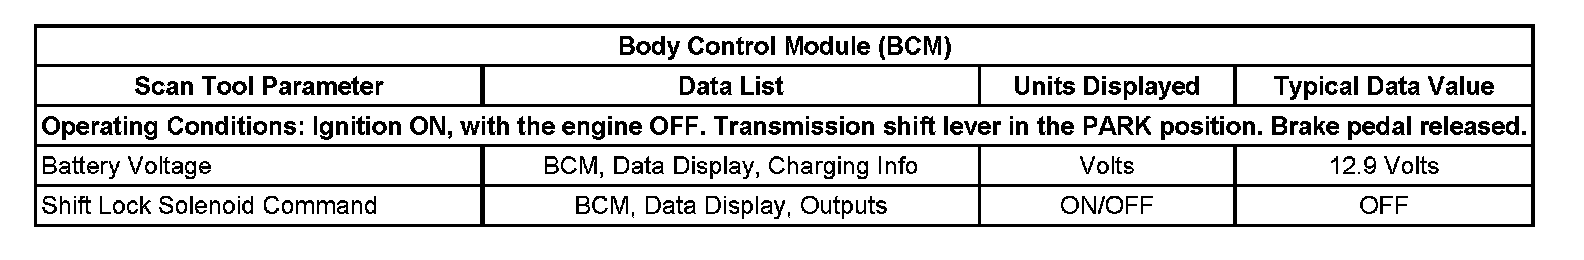 Body Control Module (BCM)
Scan Tool Parameter Data List Units Displayed Typical Data Value
Operating Conditions: Ignition ON, with the engine OFF. Transmission shift lever in the PARK position. Brake pedal released.
Battery Voltage BCM, Data Display, Charging Info Volts 12.9 Volts
Shift Lock Solenoid Command BCM, Data Display, Outputs ON/OFF OFF